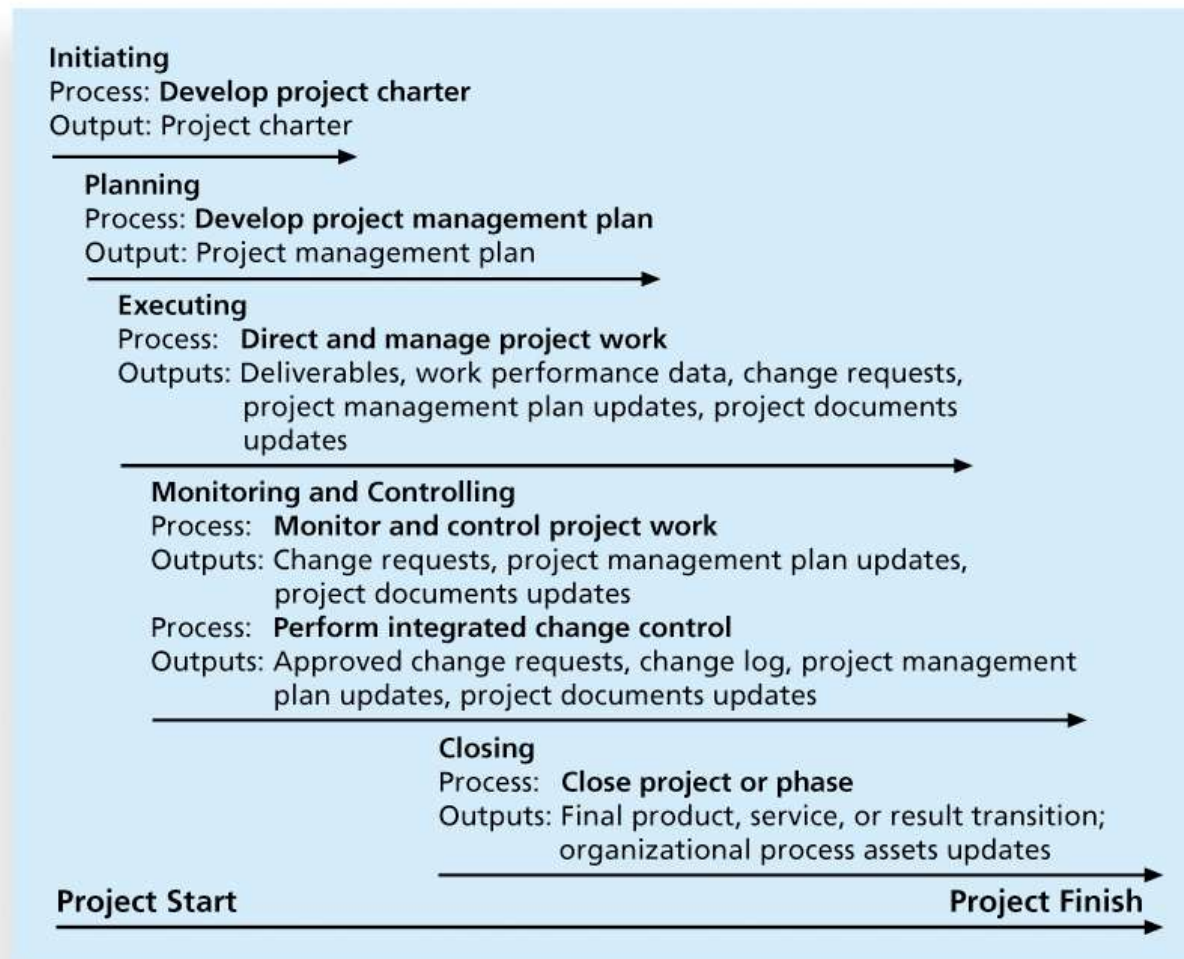 Initiating
Process: Develop project charter
Output: Project charter
Planning
Process: Develop project management plan
Output: Project management plan
Executing
Process: Direct and manage project work
Outputs: Deliverables, work performance data, change requests,
project management plan updates, project documents
updates
Monitoring and Controlling
Process: Monitor and control project work
Outputs: Change requests, project management plan updates,
project documents updates
Process: Perform integrated change control
Outputs: Approved change requests, change log, project management
plan updates, project documents updates
Closing
Process: Close project or phase
Outputs: Final product, service, or result transition;
organizational process assets updates
Project Start Project Finish